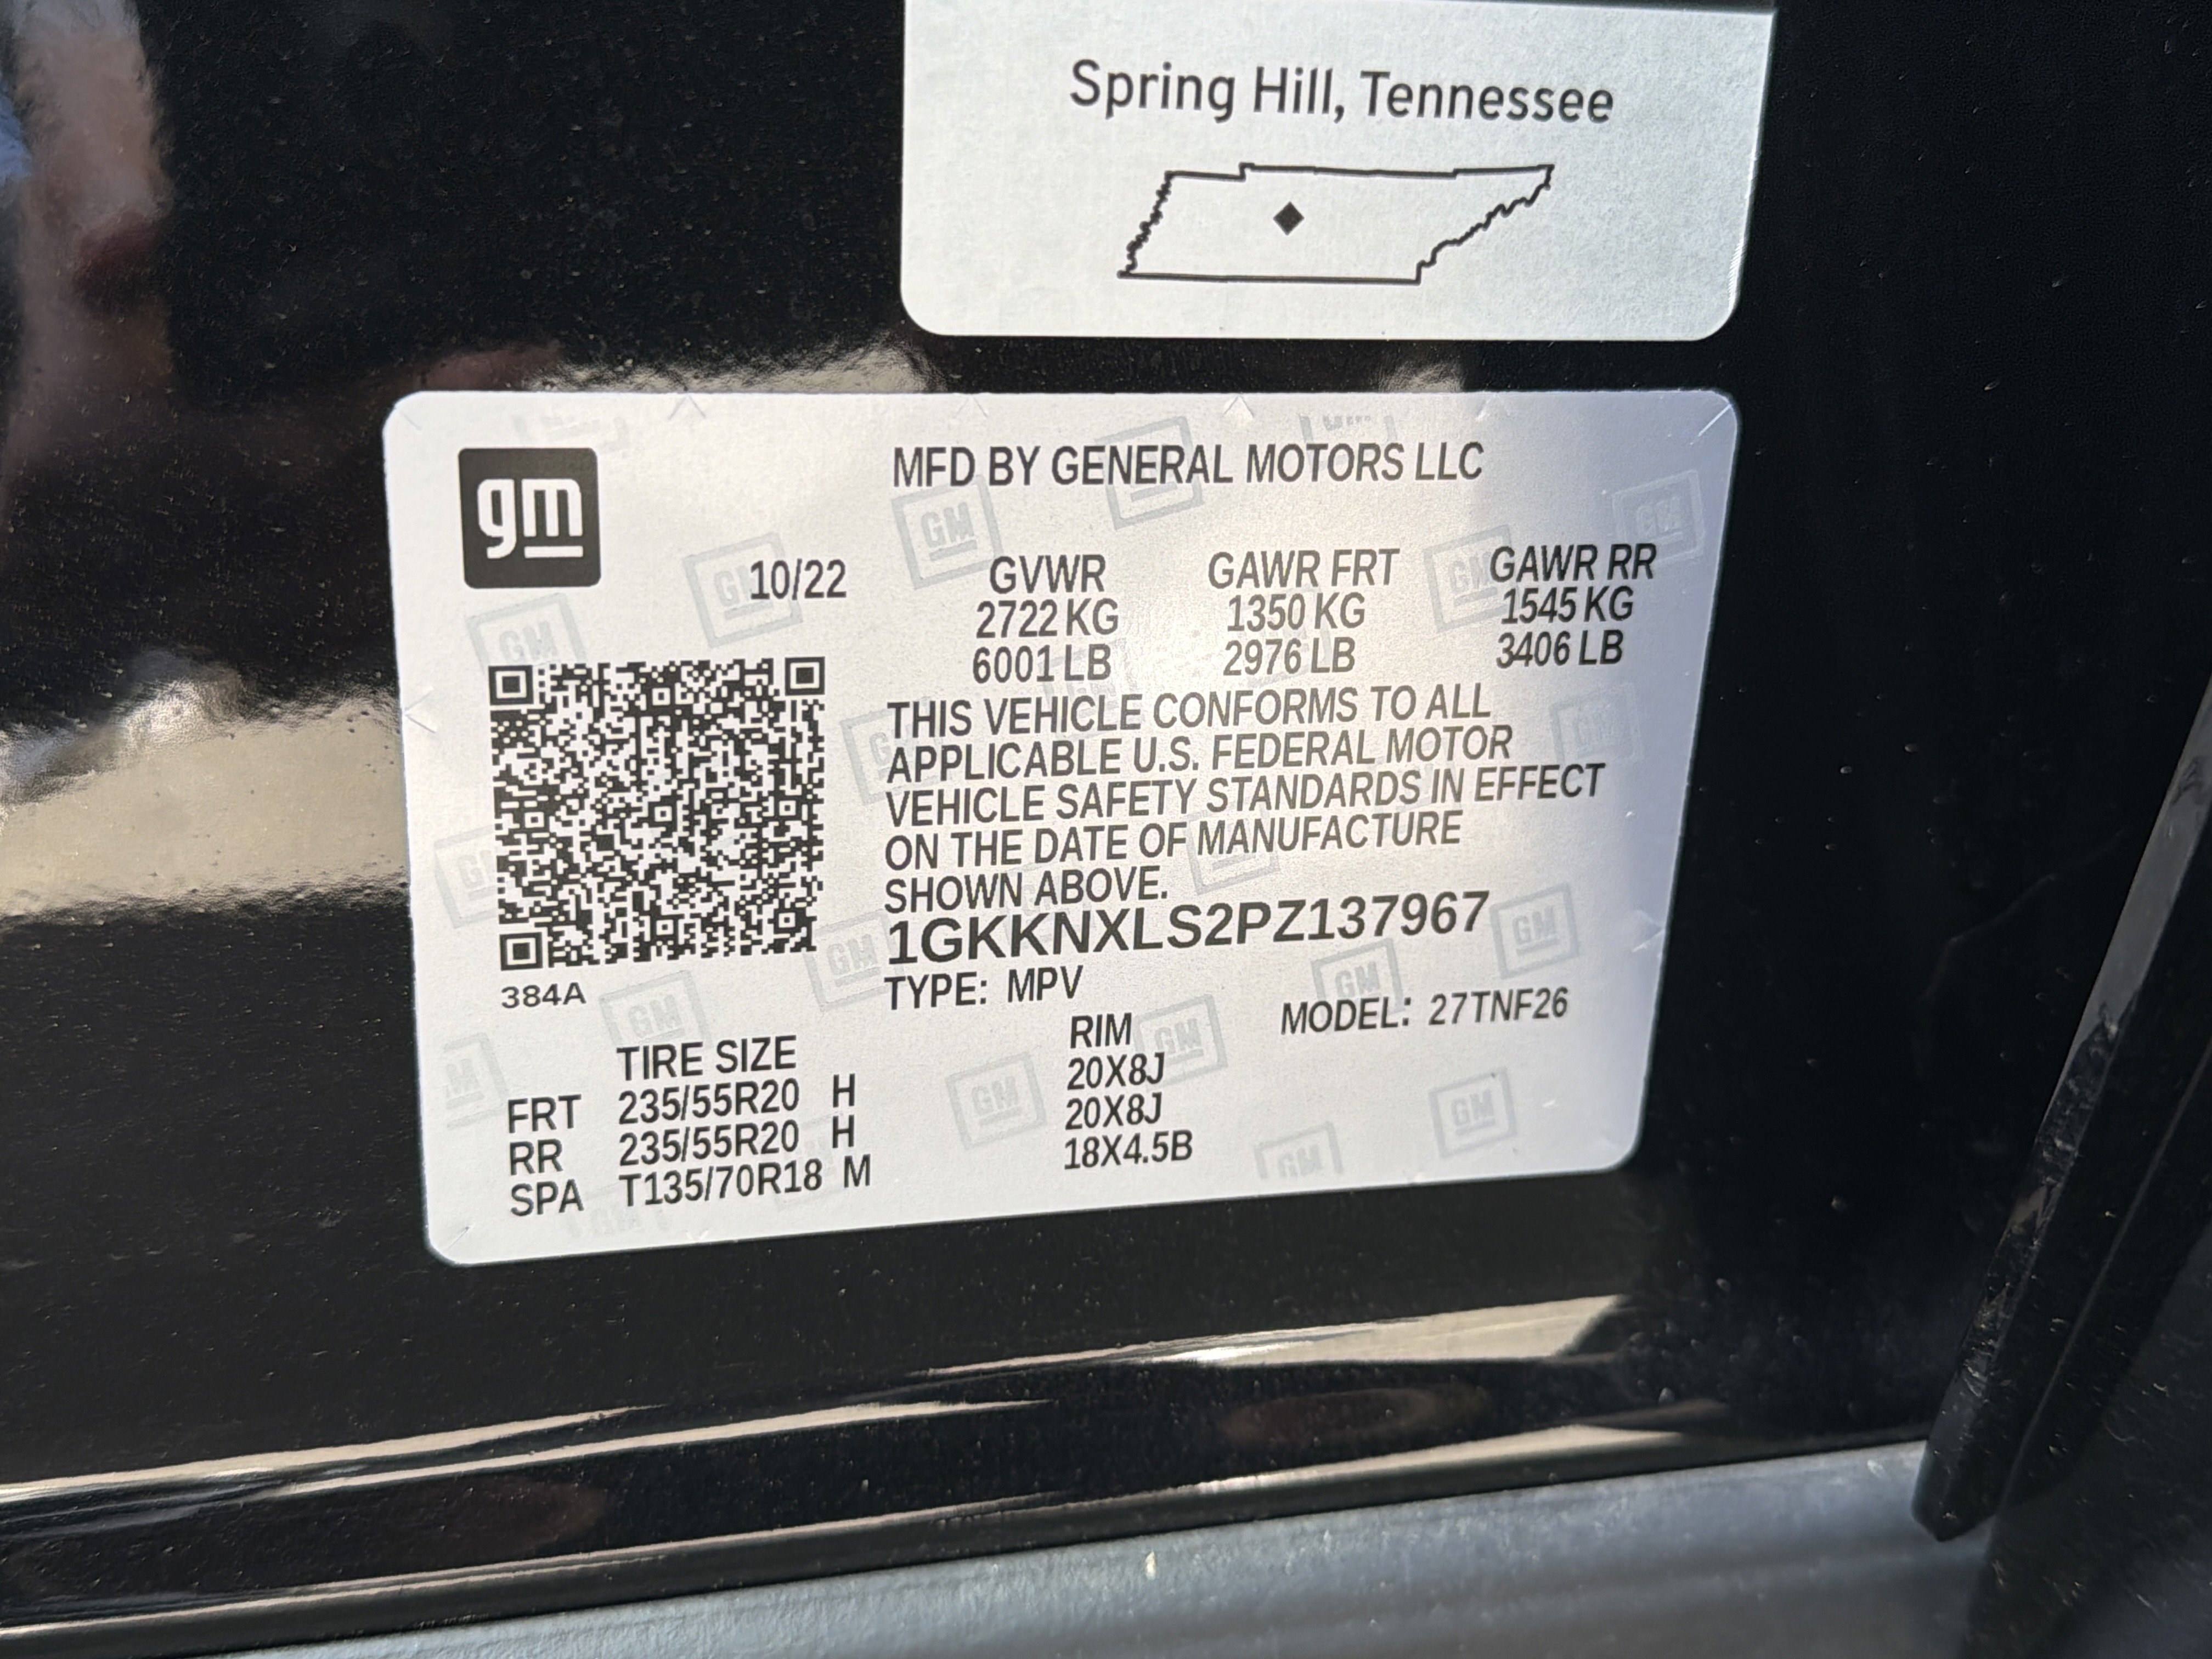 Spring Hill, Tennessee
gm
MFD BY GENERAL MOTORS LLC
10/22 GVWR GAWR FRT GAWR RR
2722 KG 1350 KG 1545 KG
6001 LB 2976 LB 3406 LB
THIS VEHICLE CONFORMS TO ALL
APPLICABLE U.S. FEDERAL MOTOR
VEHICLE SAFETY STANDARDS IN EFFECT
ON THE DATE OF MANUFACTURE
SHOWN ABOVE.
1GKKNXLS2PZ137967
384A
TYPE: MPV MODEL: 27TNF26
TIRE SIZE RIM
FRT 235/55R20 H 20X8J
RR 235/55R20 H 20X8J
SPA T135/70R18 M 18X4.5B